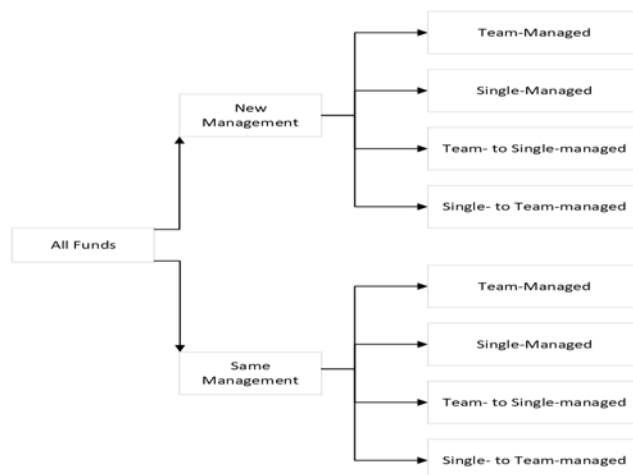 Team-Managed
Single-Managed
New
Management
Team- to Single-managed
Single- to Team-managed
All Funds
Team-Managed
Single-Managed
Same
Management
Team- to Single-managed
Single- to Team-managed